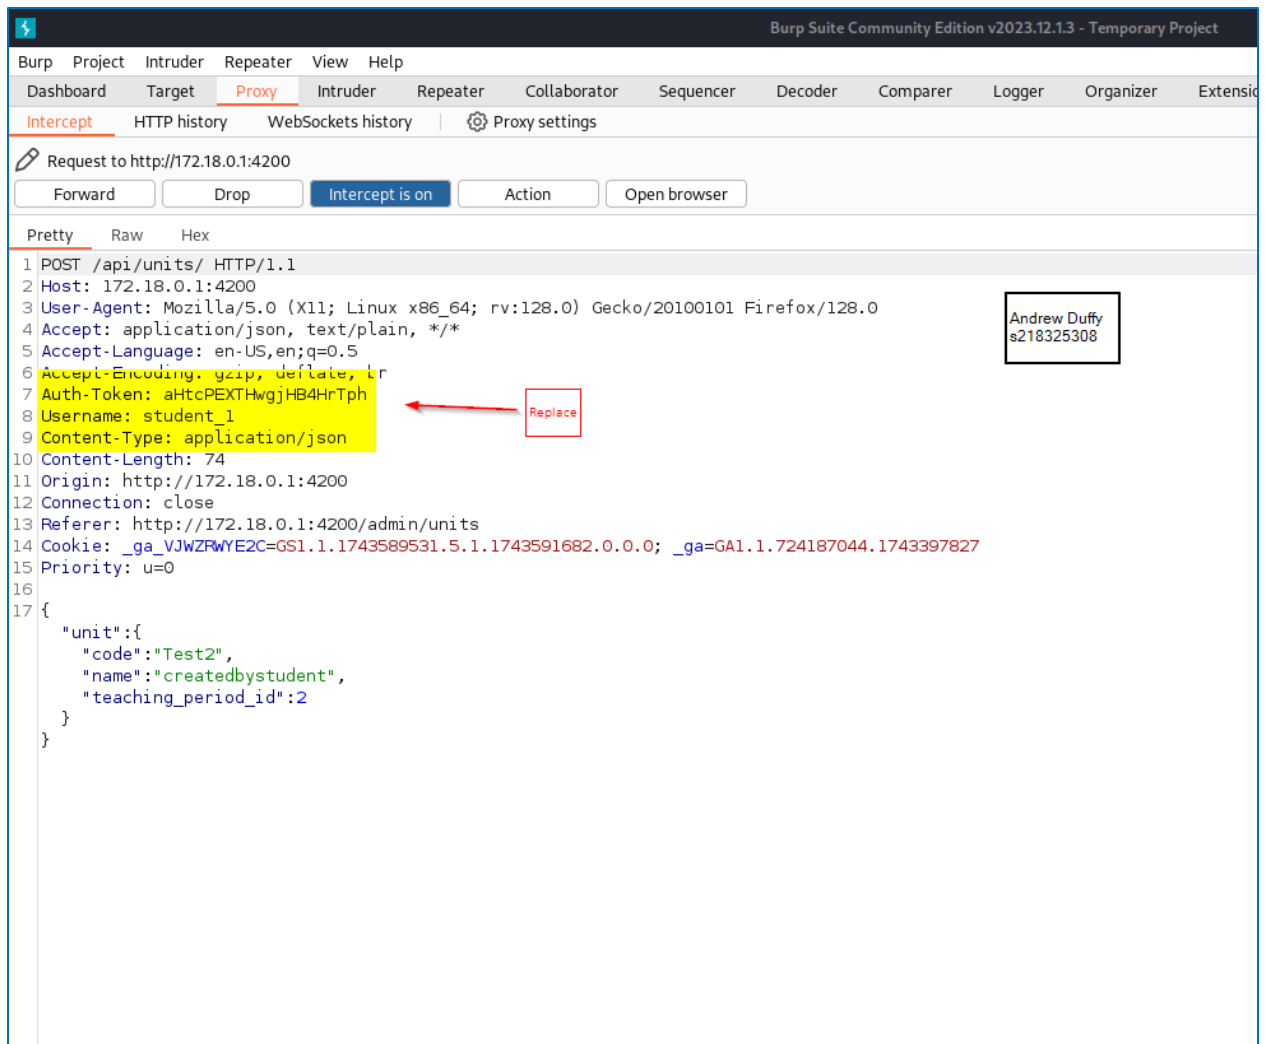 Burp Suite Community Edition v2023.12.1.3 - Temporary Project
Burp Project Intruder Repeater View Help
Dashboard Target Proxy Intruder Repeater Collaborator Sequencer Decoder Comparer Logger Organizer Extensio
Intercept HTTP history WebSockets history Proxy settings
Request to http://172.18.0.1:4200
Forward Drop Intercept is on Action Open browser
Pretty Raw Hex
1 POST /api/units/ HTTP/1.1
2 Host: 172.18.0.1:4200
3 User-Agent: Mozilla/5.0 (X11; Linux x86_64; rv:128.0) Gecko/20100101 Firefox/128.0
4 Accept: application/json, text/plain, */*
5 Accept-Language: en-US,en;q=0.5
6 Accept-Encoding: gzip, deflate, br
7 Auth-Token: aHtcPEXTHwgjHB4HrTph
8 Username: student_1
9 Content-Type: application/json
10 Content-Length: 74
11 Origin: http://172.18.0.1:4200
12 Connection: close
13 Referer: http://172.18.0.1:4200/admin/units
14 Cookie: _ga_VJWZRWYE2C=GS1.1.1743589531.5.1.1743591682.0.0.0; _ga=GA1.1.724187044.1743397827
15 Priority: u=0
16
17 {
"unit":{
"code":"Test2",
"name":"createdbystudent",
"teaching_period_id":2
}
}
Andrew Duffy
s218325308
Replace